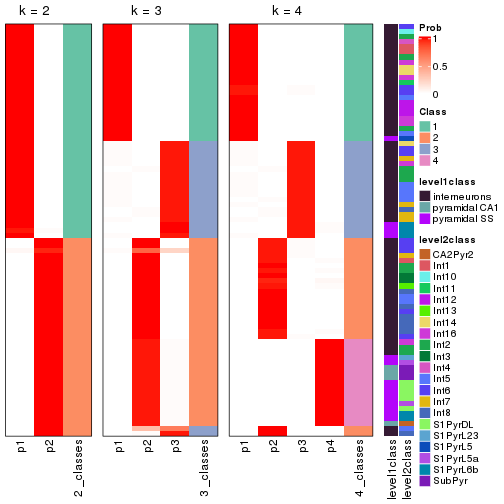 k = 2
k = 3
k = 4
p1
p2
2_classes
p1
p2
p3
3_classes
p1
p2
p3
p4
4_classes
level1class
level2class
Prob
1
0.5
0
Class
1
2
3
4
level1class
interneurons
pyramidal CA1
pyramidal SS
level2class
CA2Pyr2
Int1
Int10
Int11
Int12
Int13
Int14
Int16
Int2
Int3
Int4
Int5
Int6
Int7
Int8
S1PyrDL
S1PyrL23
S1PyrL5
S1PyrL5a
S1PyrL6b
SubPyr